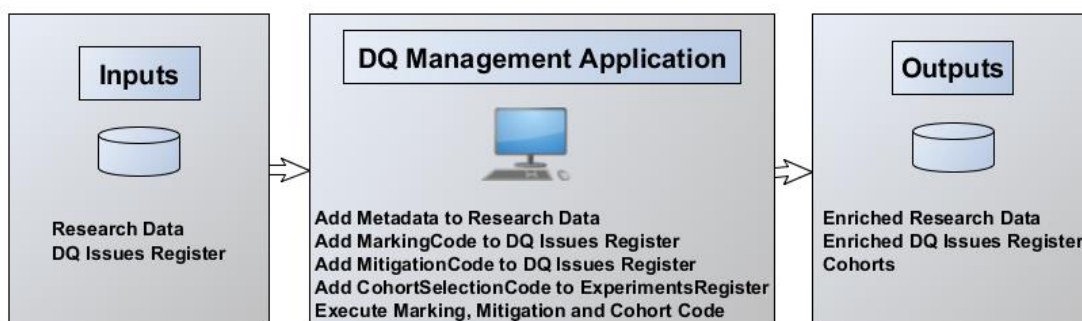 Inputs
Research Data
DQ Issues Register
DQ Management Application
Add Metadata to Research Data
Add MarkingCode to DQ Issues Register
Add MitigationCode to DQ Issues Register
Add CohortSelectionCode to ExperimentsRegister
Execute Marking, Mitigation and Cohort Code
Outputs
Enriched Research Data
Enriched DQ Issues Register
Cohorts